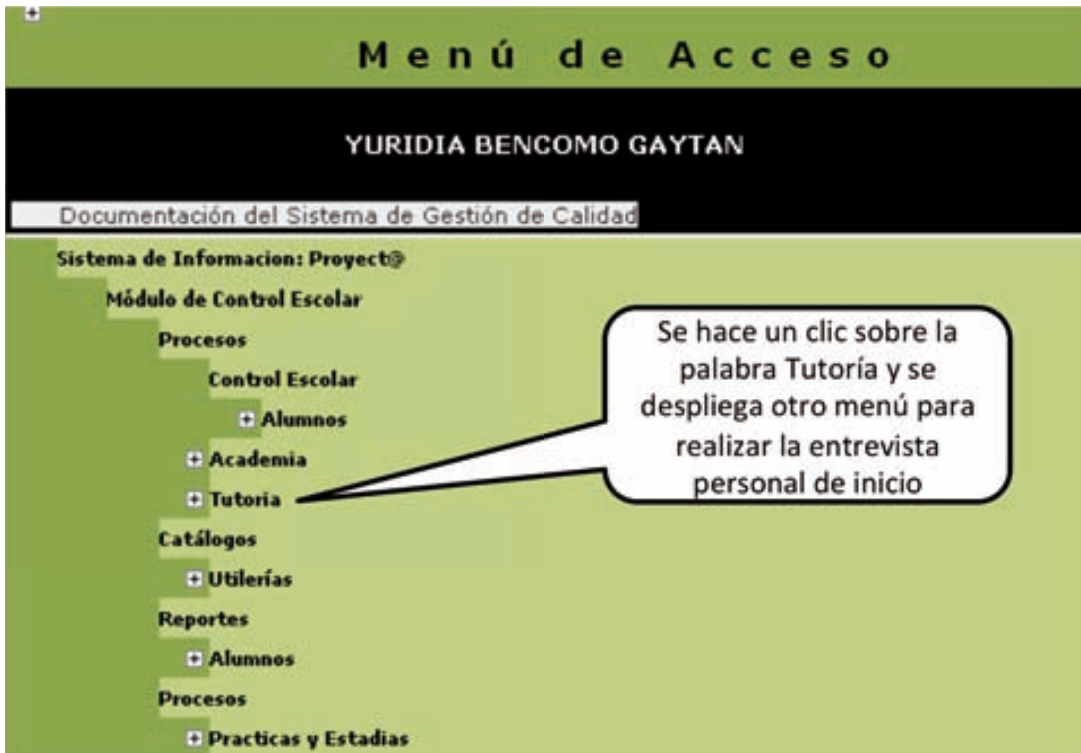 Menú de Acceso
YURIDIA BENCOMO GAYTAN
Documentación del Sistema de Gestión de Calidad
Sistema de Informacion: Proyect@
Módulo de Control Escolar
Procesos
Control Escolar
Alumnos
Academia
Tutoria
Catálogos
Utilerías
Reportes
Alumnos
Procesos
Practicas y Estadias
Se hace un clic sobre la
palabra Tutoría y se
despliega otro menú para
realizar la entrevista
personal de inicio